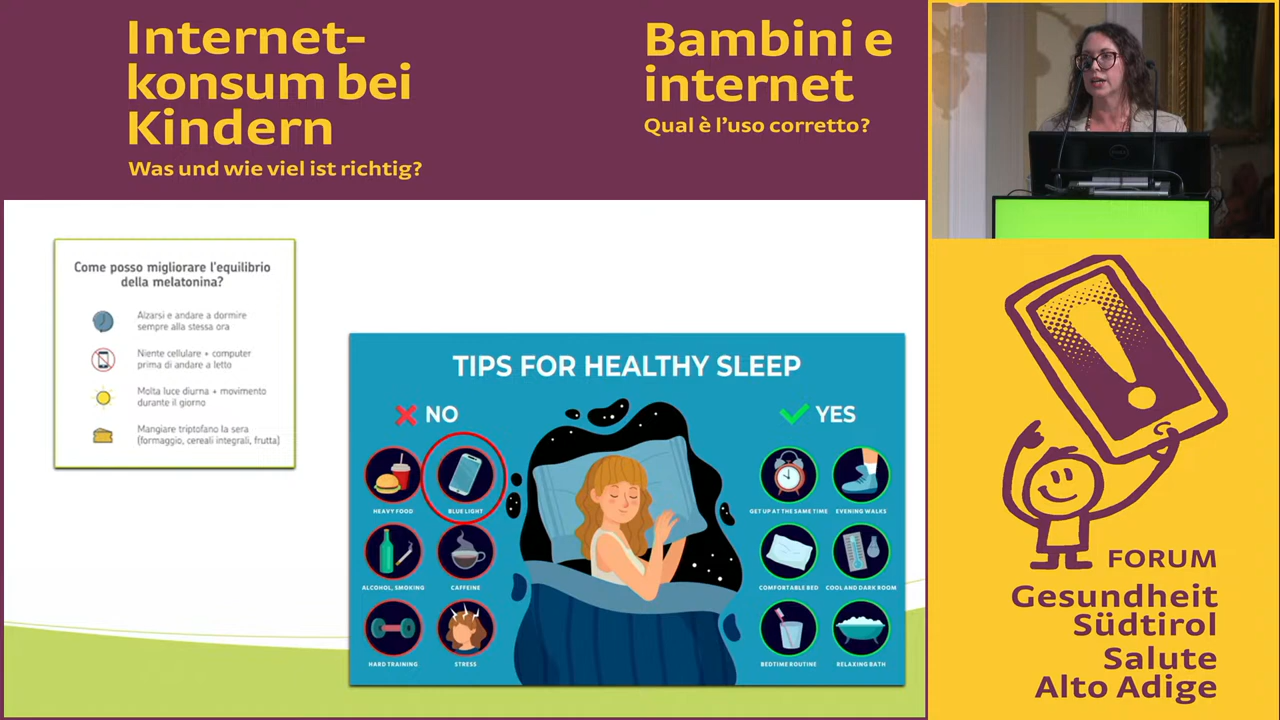 Internet-
konsum bei
Kindern
Was und wie viel ist richtig?
Bambini e
internet
Qual è l'uso corretto?
Come posso migliorare l'equilibrio
della melatonina?
Alzarsi e andare a dormire
sempre alla stessa ora
Niente cellulare + computer
prima di andare a letto
Molta luce diurna + movimento
durante il giorno
Mangiare triptofano la sera
(formaggio, cereali integrali, frutta)
TIPS FOR HEALTHY SLEEP
NO
HEAVY FOOD
BLUE LIGHT
ALCOHOL, SMOKING
CAFFEINE
HARD TRAINING
STRESS
YES
GET UP AT THE SAME TIME
EVENING WALKS
COMFORTABLE BED
COOL AND DARK ROOM
BEDTIME ROUTINE
RELAXING BATH
DELL
FORUM
Gesundheit
Südtirol
Salute
Alto Adige